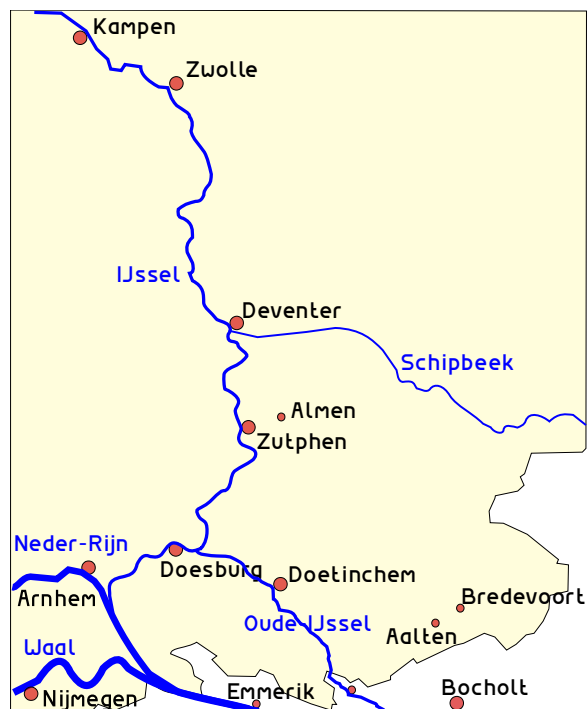 Kampen
Zwolle
IJssel
Deventer
Schipbeek
Almen
Zutphen
Neder-Rijn
Doesburg
Doetinchem
Arnhem
Bredevoort
Oude-IJssel
Aalten
Waal
Emmerik
Bocholt
Nijmegen